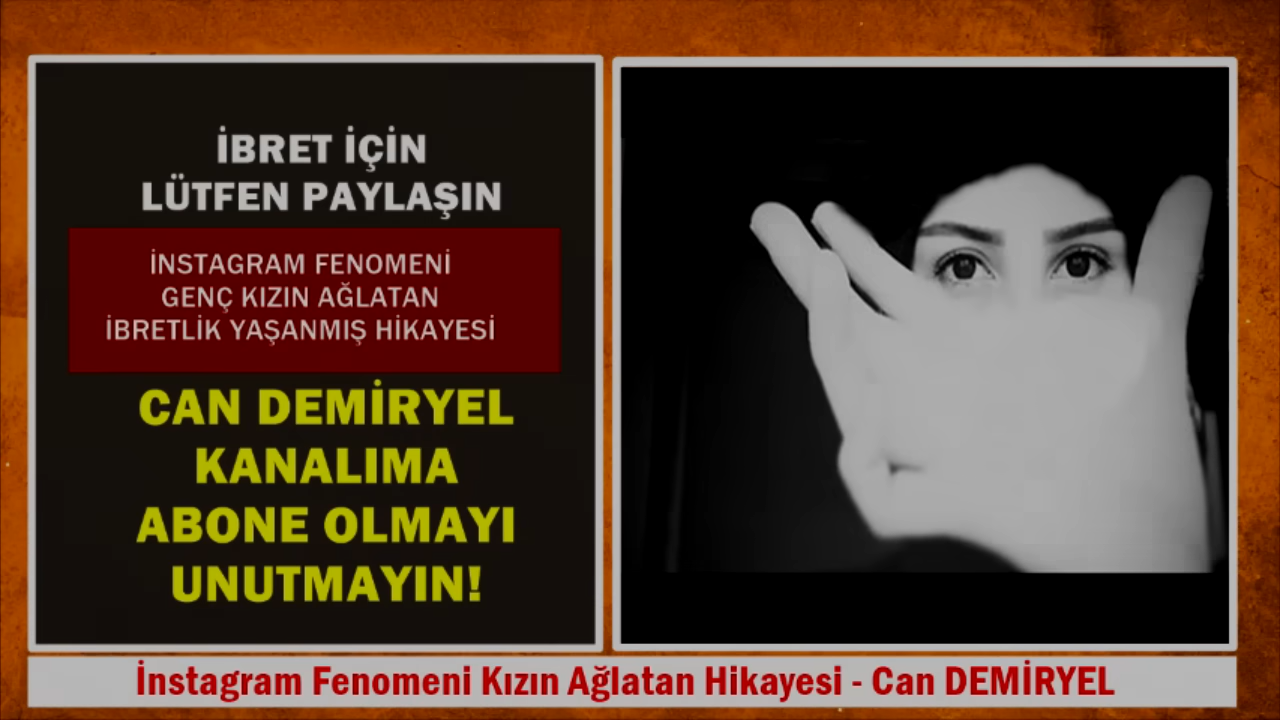 İBRET İÇİN
LÜTFEN PAYLAŞIN
İNSTAGRAM FENOMENİ
GENÇ KIZIN AĞLATAN
İBRETLİK YAŞANMIŞ HİKAYESİ
CAN DEMİRYEL
KANALIMA
ABONE OLMAYI
UNUTMAYIN!
İnstagram Fenomeni Kızın Ağlatan Hikayesi - Can DEMİRYEL